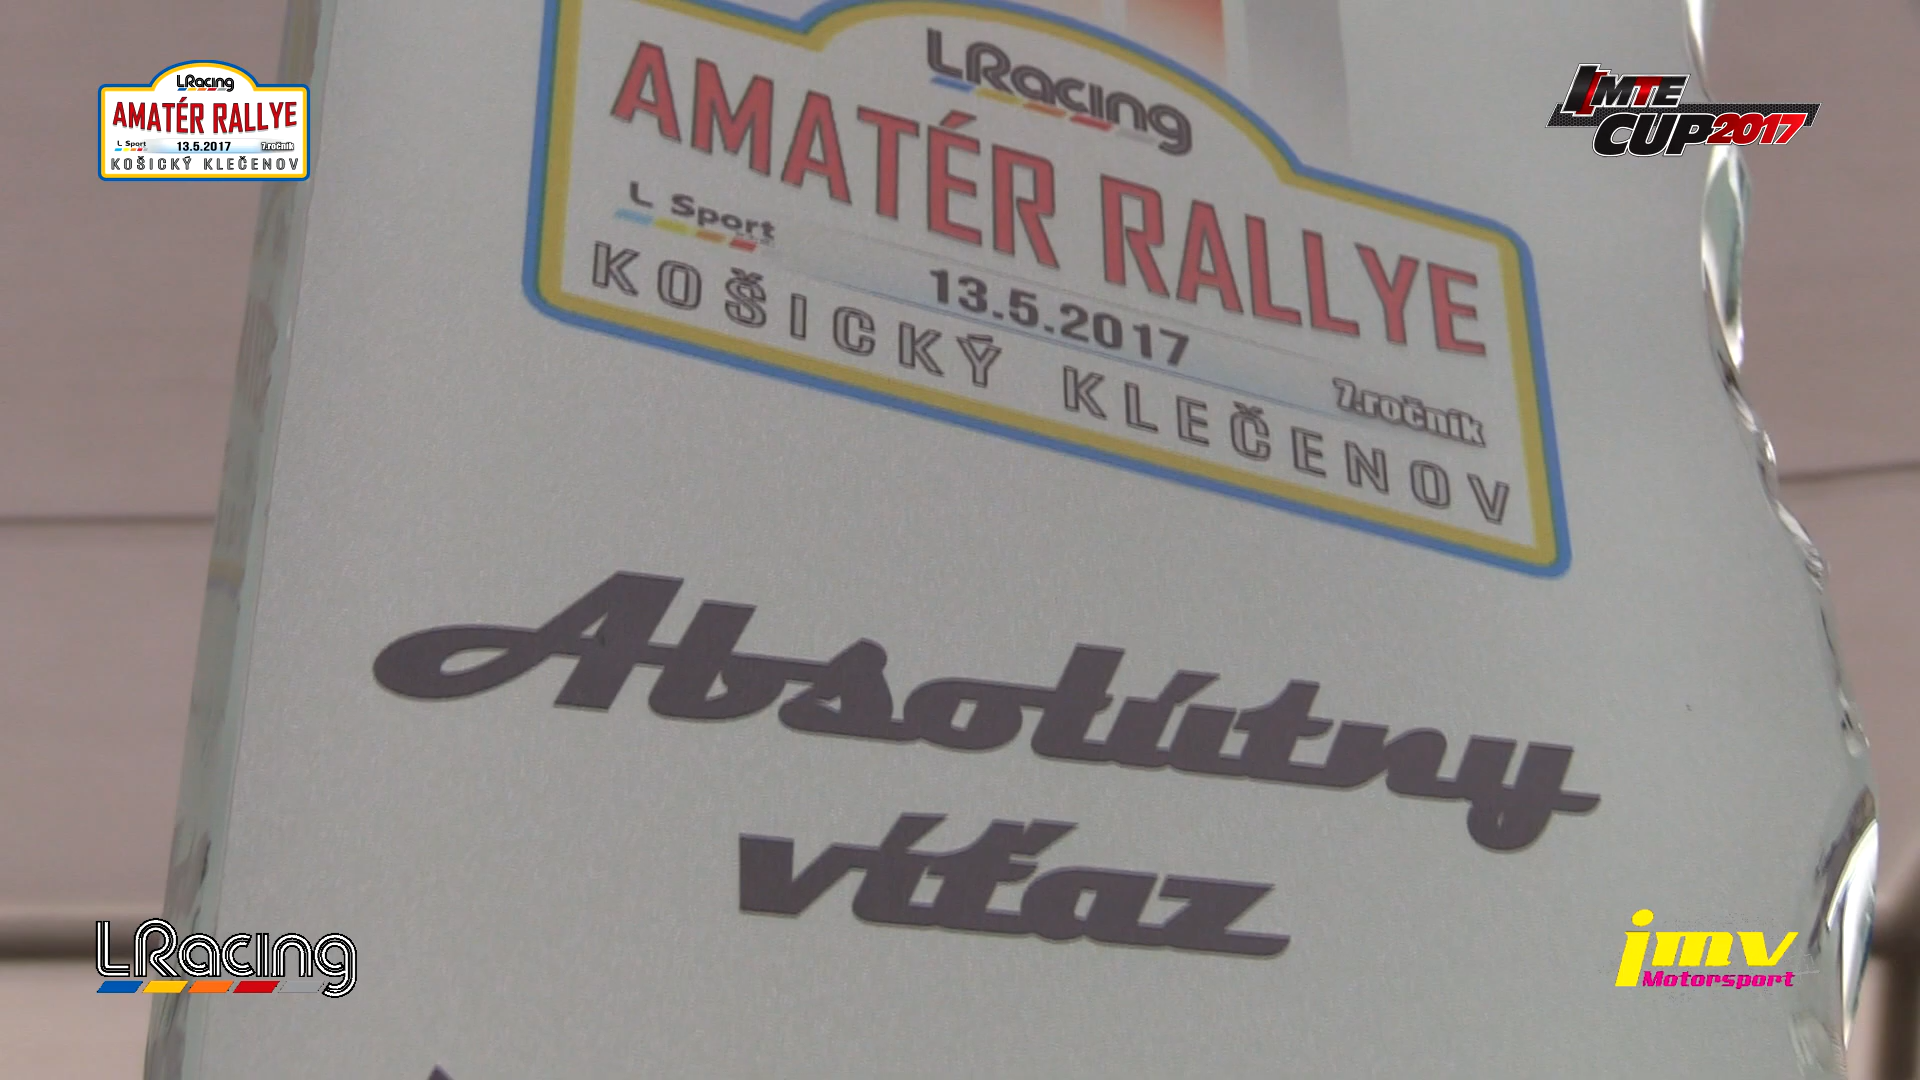 LRacing
AMATÉR RALLYE
L Sport
13.5.2017
7.ročník
KOŠICKÝ KLEČENOV
IMTE
CUP2017
LRacing
AMATÉR RALLYE
L Sport
13.5.2017
7.ročník
KOŠICKÝ KLEČENOV
Absolútny
víťaz
LRacing
jmv
Motorsport